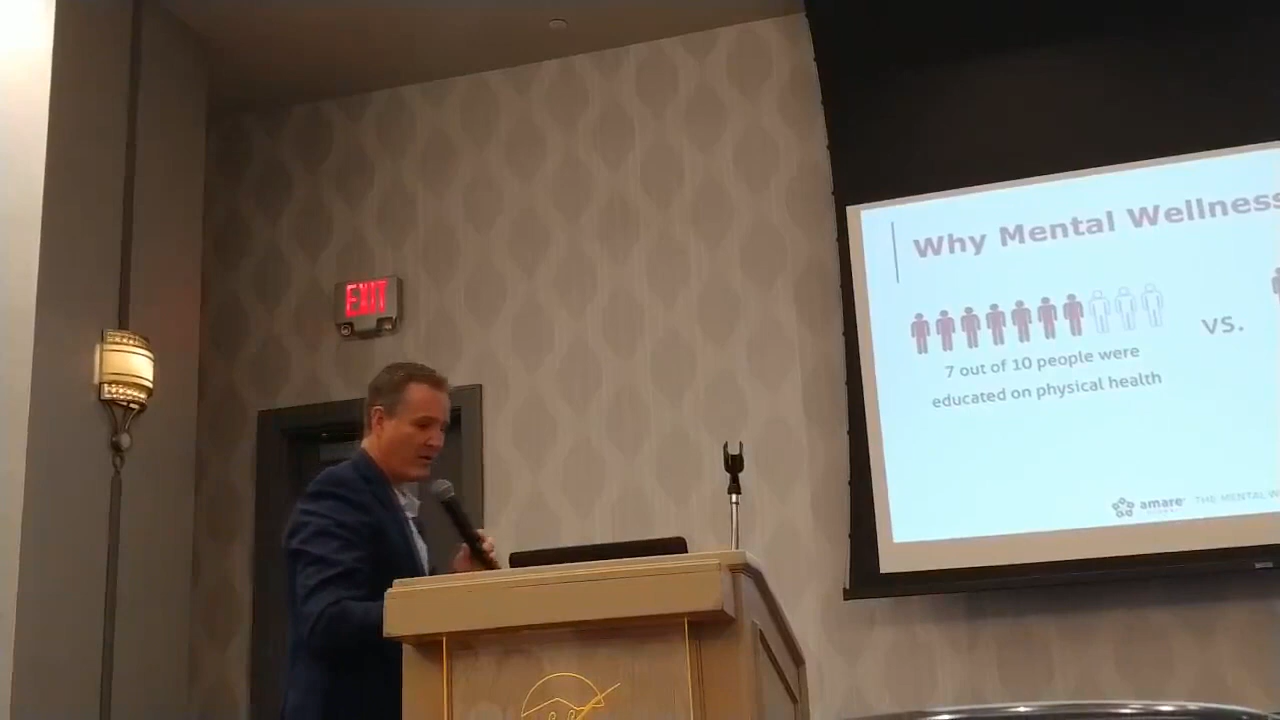 EXIT
Why Mental Wellness
VS.
7 out of 10 people were
educated on physical health
amare
THE MENTAL W